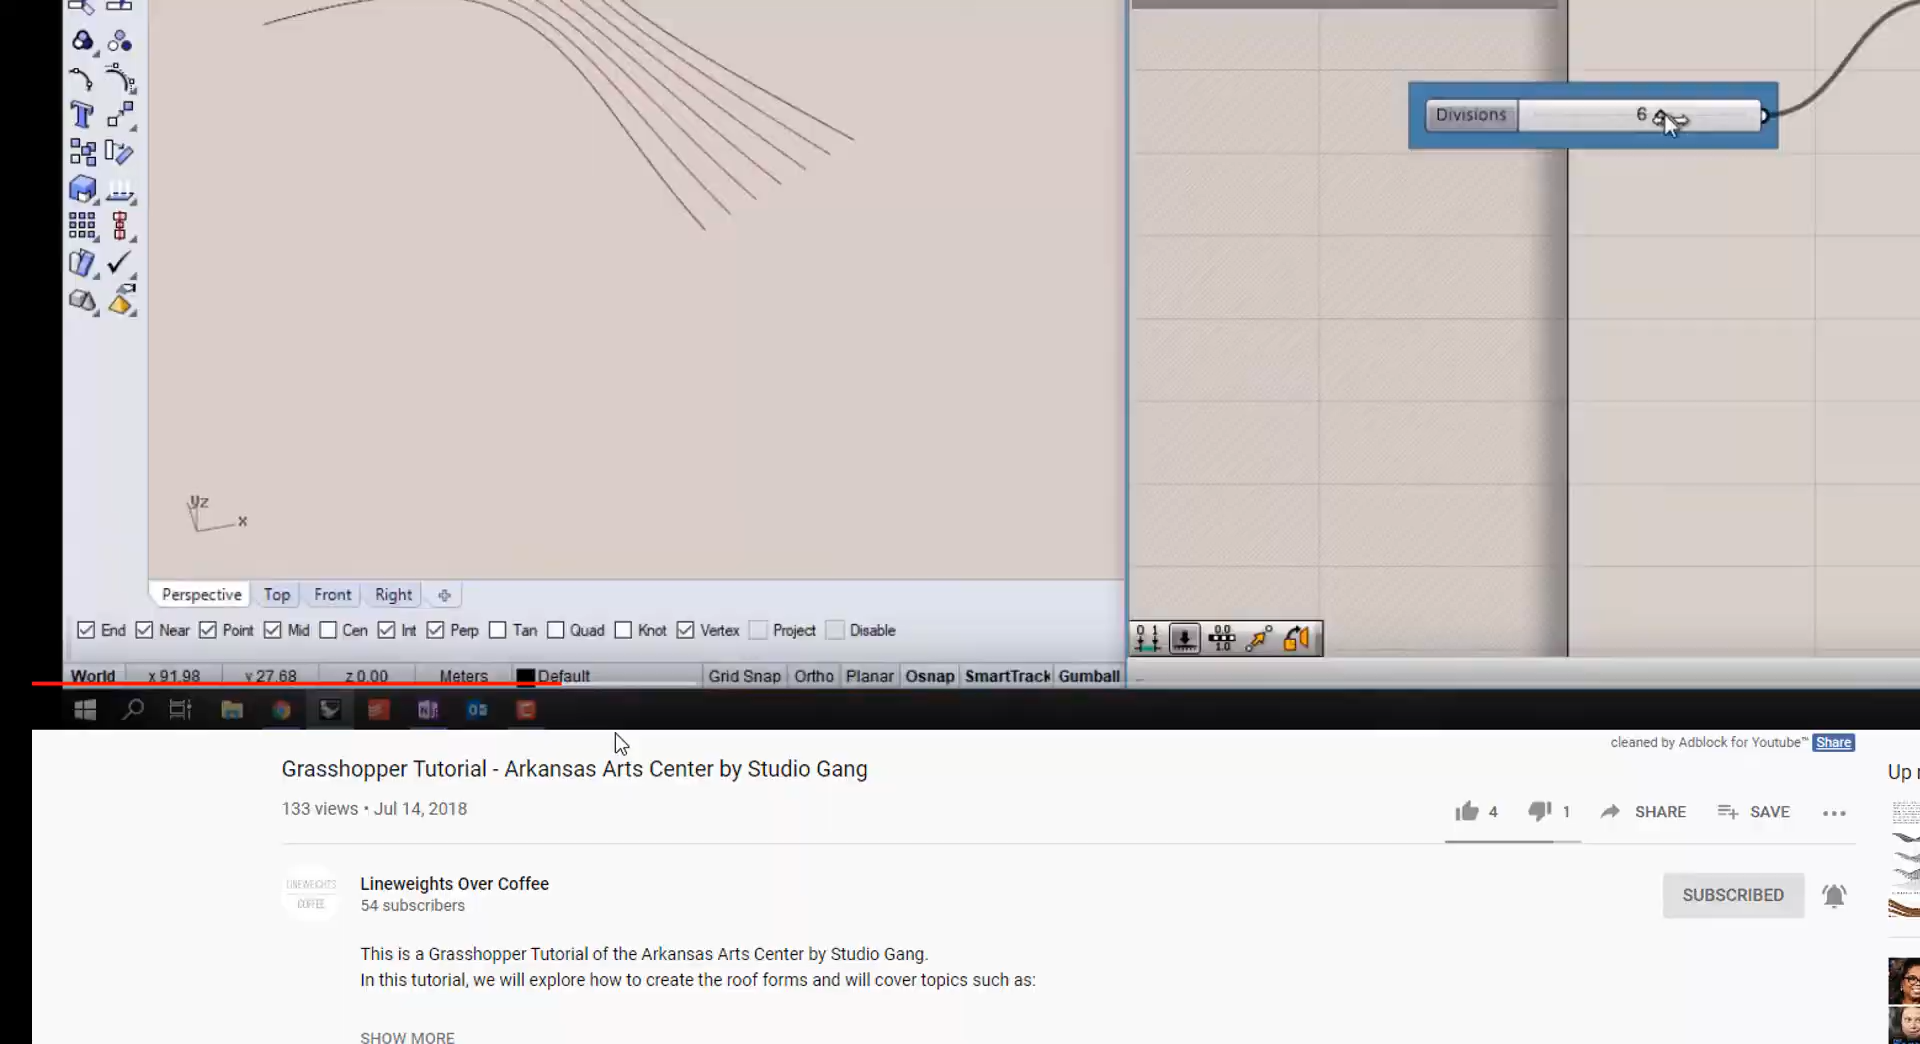 Divisions 6
yz
x
Perspective Top Front Right
End Near Point Mid Cen Int Perp Tan Quad Knot Vertex Project Disable
World x 91.98 y 27.68 z 0.00 Meters Default Grid Snap Ortho Planar Osnap SmartTrack Gumball
cleaned by Adblock for Youtube™ Share
Grasshopper Tutorial - Arkansas Arts Center by Studio Gang
Up
133 views • Jul 14, 2018
4 1 SHARE SAVE
LINEWEIGHTS
COFFEE
Lineweights Over Coffee
54 subscribers
SUBSCRIBED
This is a Grasshopper Tutorial of the Arkansas Arts Center by Studio Gang.
In this tutorial, we will explore how to create the roof forms and will cover topics such as:
SHOW MORE